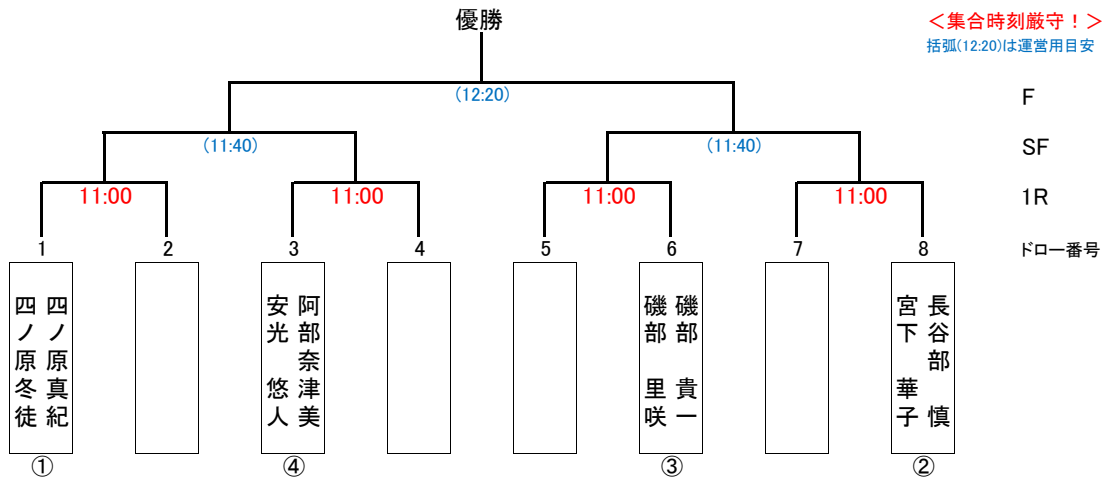 優勝
＜集合時刻厳守！＞
括弧(12:20)は運営用目安
(12:20)
F
(11:40)
(11:40)
SF
11:00
11:00
11:00
11:00
1R
1
2
3
4
5
6
7
8
ドロー番号
四ノ原真紀
四ノ原冬徒
阿部奈津美
安光 悠人
磯部 貴一
磯部 里咲
長谷部 慎
宮下 華子
①
④
③
②